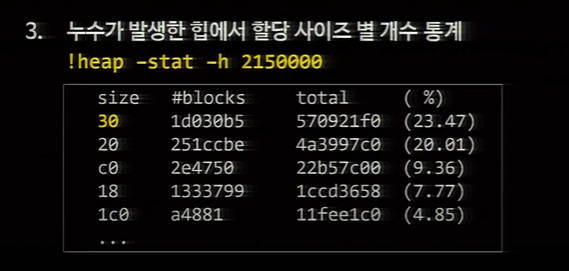 3. 누수가 발생한 힙에서 할당 사이즈 별 개수 통계
!heap –stat –h 2150000
size #blocks total ( %)
30 1d030b5 570921f0 (23.47)
20 251ccbe 4a3997c0 (20.01)
c0 2e4750 22b57c00 (9.36)
18 1333799 1ccd3658 (7.77)
1c0 a4881 11fee1c0 (4.85)
...